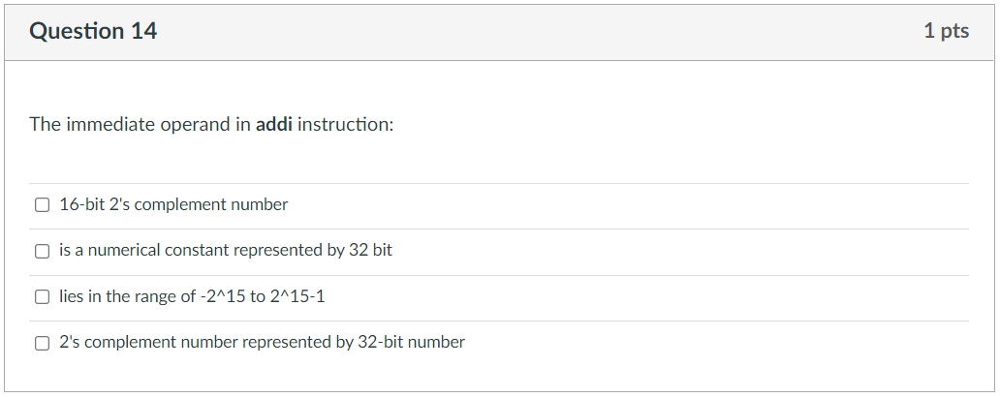 Question 14
1 pts
The immediate operand in addi instruction:
16-bit 2's complement number
is a numerical constant represented by 32 bit
lies in the range of -2^15 to 2^15-1
2's complement number represented by 32-bit number